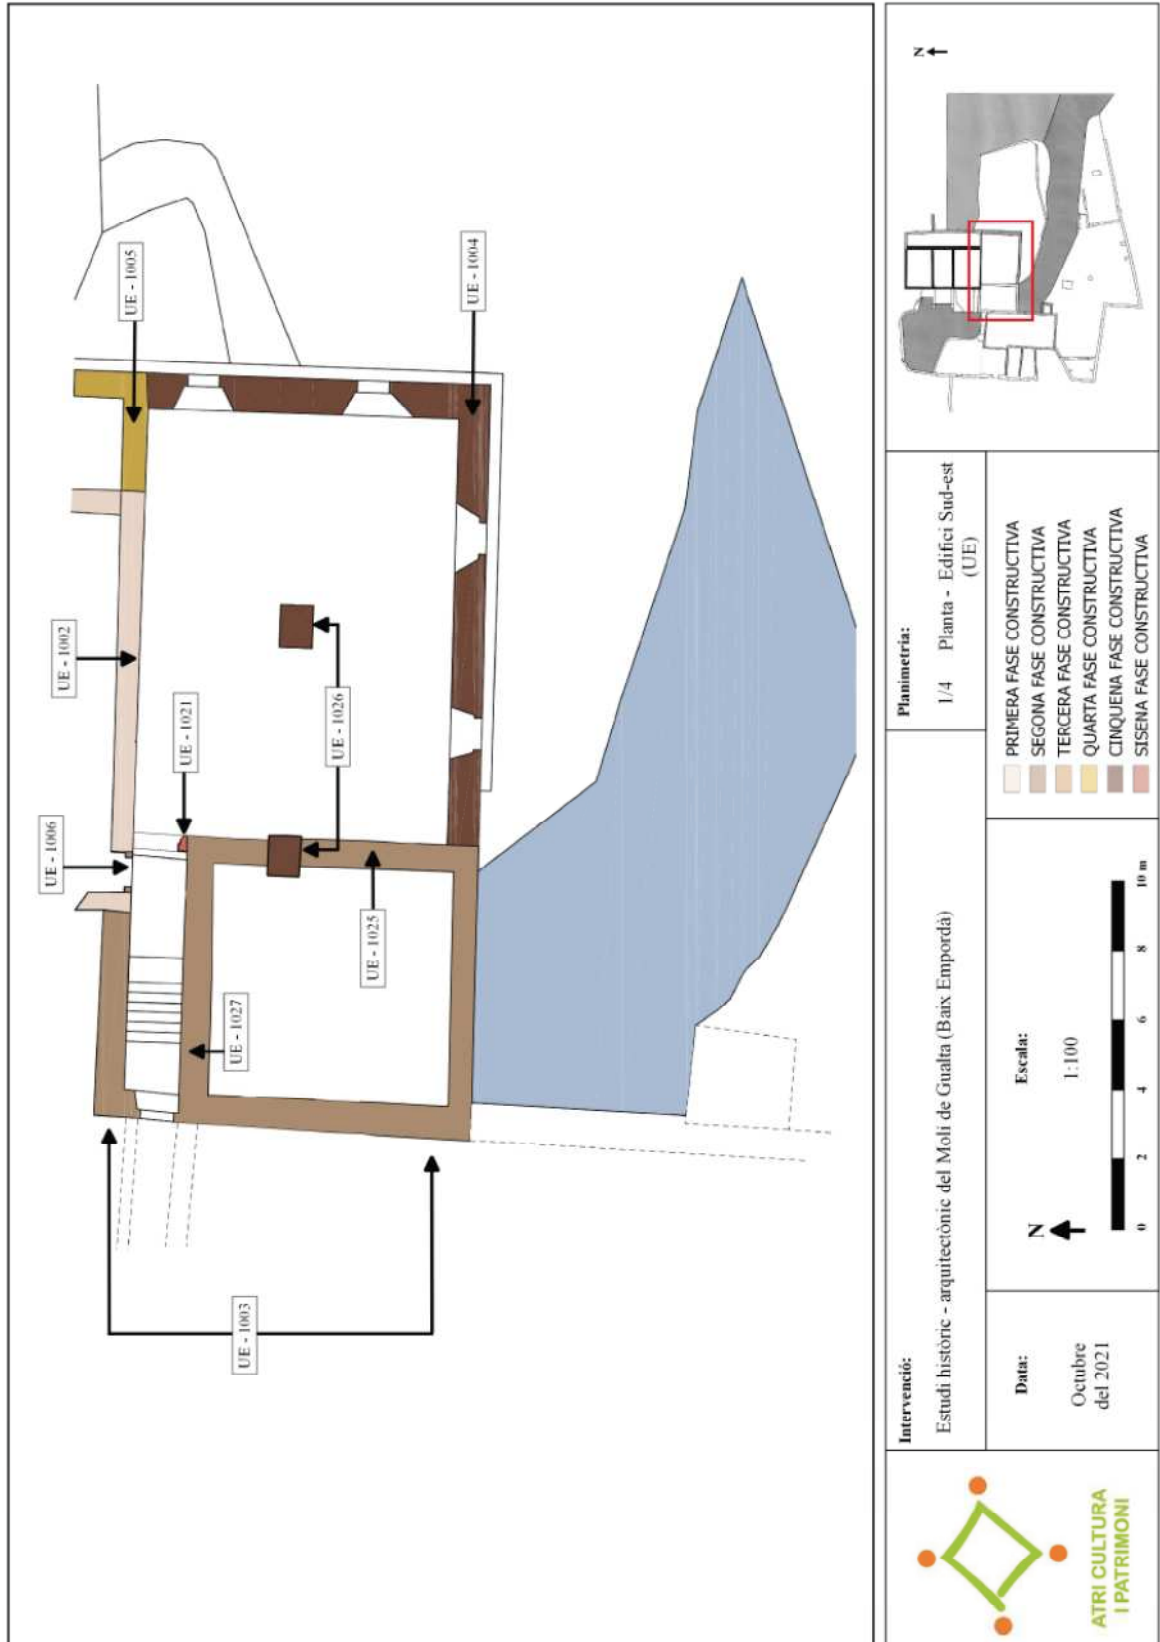 UE - 1003
UE - 1006
UE - 1027
UE - 1002
UE - 1021
UE - 1025
UE - 1026
UE - 1005
UE - 1004
ATRI CULTURA
I PATRIMONI
Intervenció:
Estudi històric - arquitectònic del Molí de Gualta (Baix Empordà)
Planimetria:
1/4 Planta - Edifici Sud-est
(UE)
Data:
Octubre
del 2021
Escala:
1:100
N
0 2 4 6 8 10 m
PRIMERA FASE CONSTRUCTIVA
SEGONA FASE CONSTRUCTIVA
TERCERA FASE CONSTRUCTIVA
QUARTA FASE CONSTRUCTIVA
CINQUENA FASE CONSTRUCTIVA
SISENA FASE CONSTRUCTIVA
N